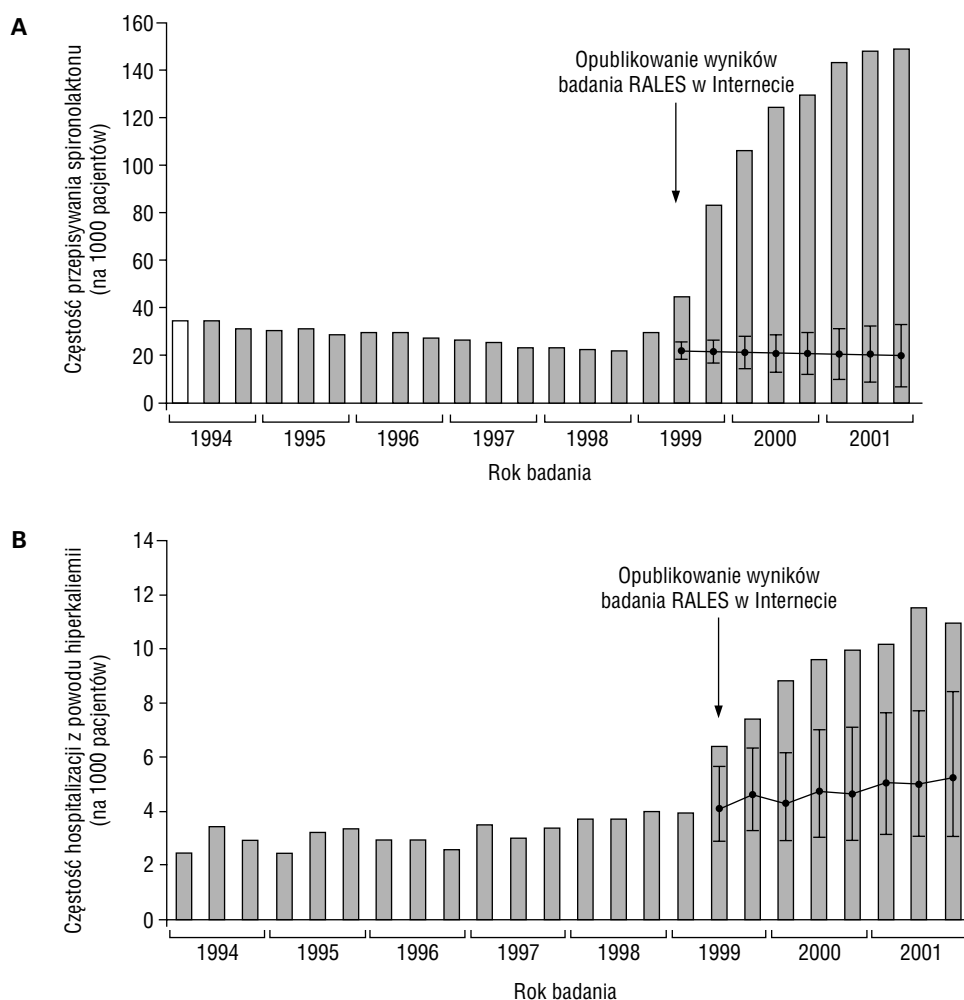 A
Częstość przepisywania spironolaktonu
(na 1000 pacjentów)
160
140
120
100
80
60
40
20
0
Opublikowanie wyników
badania RALES w Internecie
1994 1995 1996 1997 1998 1999 2000 2001
Rok badania
B
Częstość hospitalizacji z powodu hiperkaliemii
(na 1000 pacjentów)
14
12
10
8
6
4
2
0
Opublikowanie wyników
badania RALES w Internecie
1994 1995 1996 1997 1998 1999 2000 2001
Rok badania